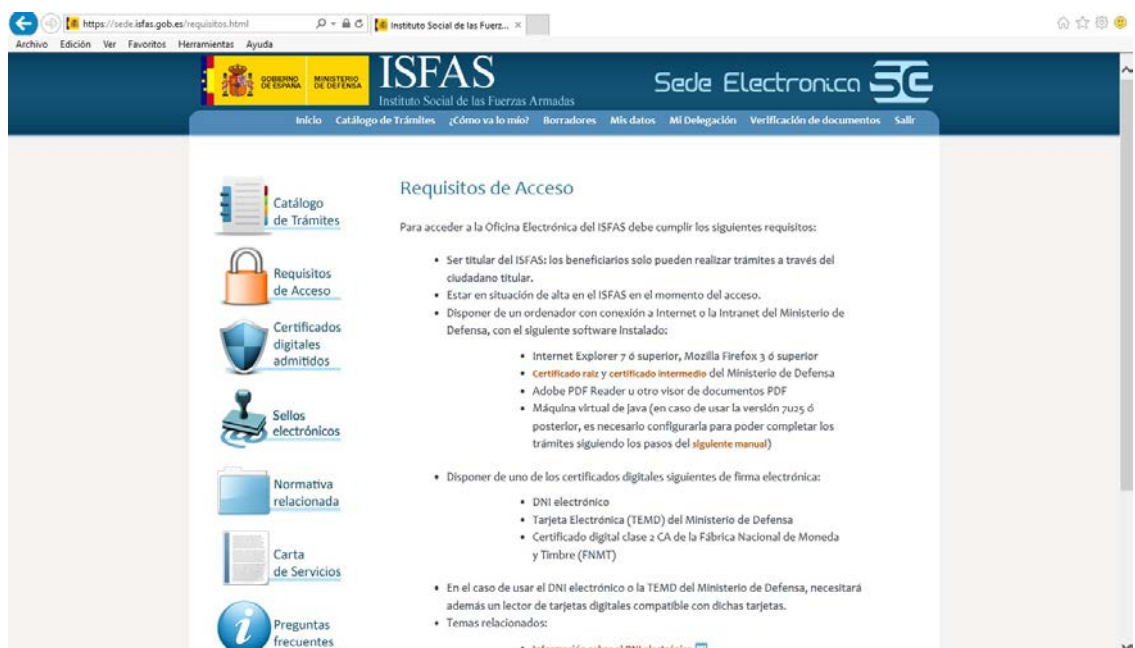 https://sede.isfas.gob.es/requisitos.html
Instituto Social de las Fuerz...
Archivo Edición Ver Favoritos Herramientas Ayuda
GOBIERNO DE ESPAÑA
MINISTERIO DE DEFENSA
ISFAS
Instituto Social de las Fuerzas Armadas
Sede Electronica
Inicio Catálogo de Trámites ¿Cómo va lo mío? Borradores Mis datos Mi Delegación Verificación de documentos Salir
Catálogo
de Trámites
Requisitos
de Acceso
Certificados
digitales
admitidos
Sellos
electrónicos
Normativa
relacionada
Carta
de Servicios
Preguntas
frecuentes
Requisitos de Acceso
Para acceder a la Oficina Electrónica del ISFAS debe cumplir los siguientes requisitos:
• Ser titular del ISFAS: los beneficiarios solo pueden realizar trámites a través del
ciudadano titular.
• Estar en situación de alta en el ISFAS en el momento del acceso.
• Disponer de un ordenador con conexión a Internet o la Intranet del Ministerio de
Defensa, con el siguiente software instalado:
• Internet Explorer 7 ó superior, Mozilla Firefox 3 ó superior
• Certificado raíz y certificado intermedio del Ministerio de Defensa
• Adobe PDF Reader u otro visor de documentos PDF
• Máquina virtual de java (en caso de usar la versión 7u25 ó
posterior, es necesario configurarla para poder completar los
trámites siguiendo los pasos del siguiente manual)
• Disponer de uno de los certificados digitales siguientes de firma electrónica:
• DNI electrónico
• Tarjeta Electrónica (TEMD) del Ministerio de Defensa
• Certificado digital clase 2 CA de la Fábrica Nacional de Moneda
y Timbre (FNMT)
• En el caso de usar el DNI electrónico o la TEMD del Ministerio de Defensa, necesitará
además un lector de tarjetas digitales compatible con dichas tarjetas.
• Temas relacionados:
• Información sobre el DNI electrónico